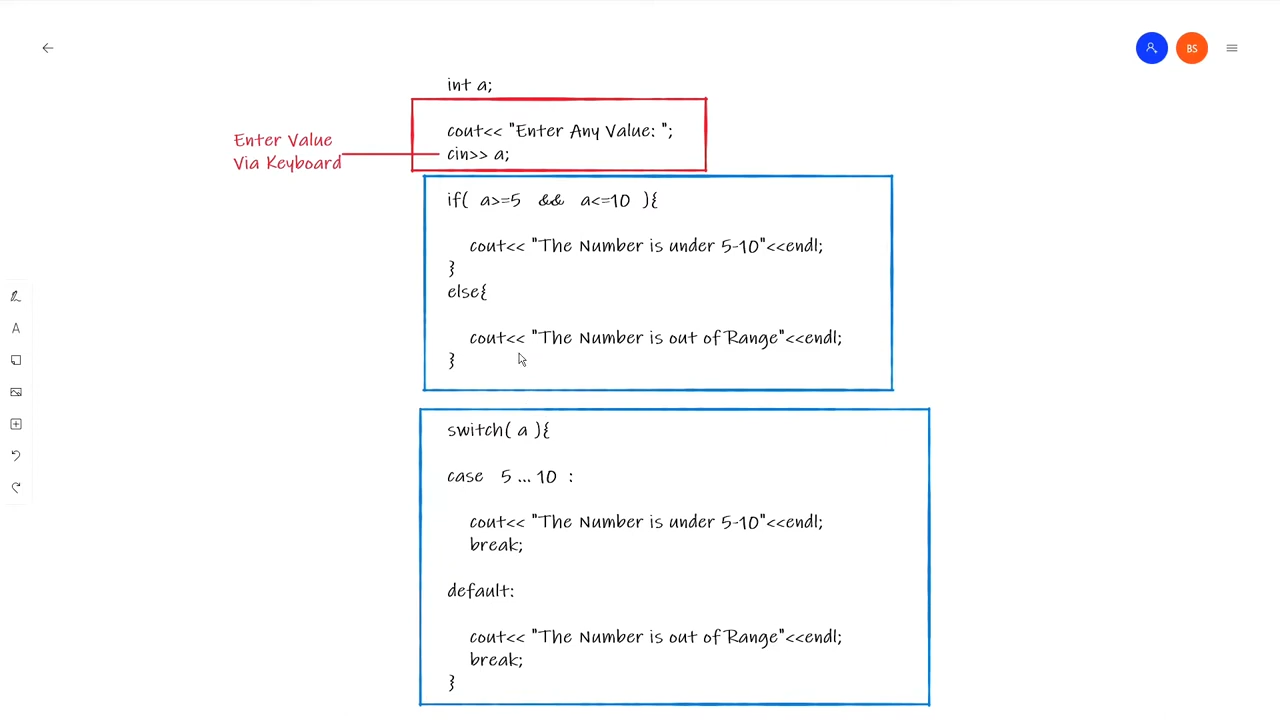 BS
int a;
cout<< "Enter Any Value: ";
Enter Value
Via Keyboard
cin>> a;
if( a>=5 && a<=10 ){
cout<< "The Number is under 5-10"<<endl;
}
else{
cout<< "The Number is out of Range"<<endl;
}
switch( a ){
case 5 ... 10 :
cout<< "The Number is under 5-10"<<endl;
break;
default:
cout<< "The Number is out of Range"<<endl;
break;
}